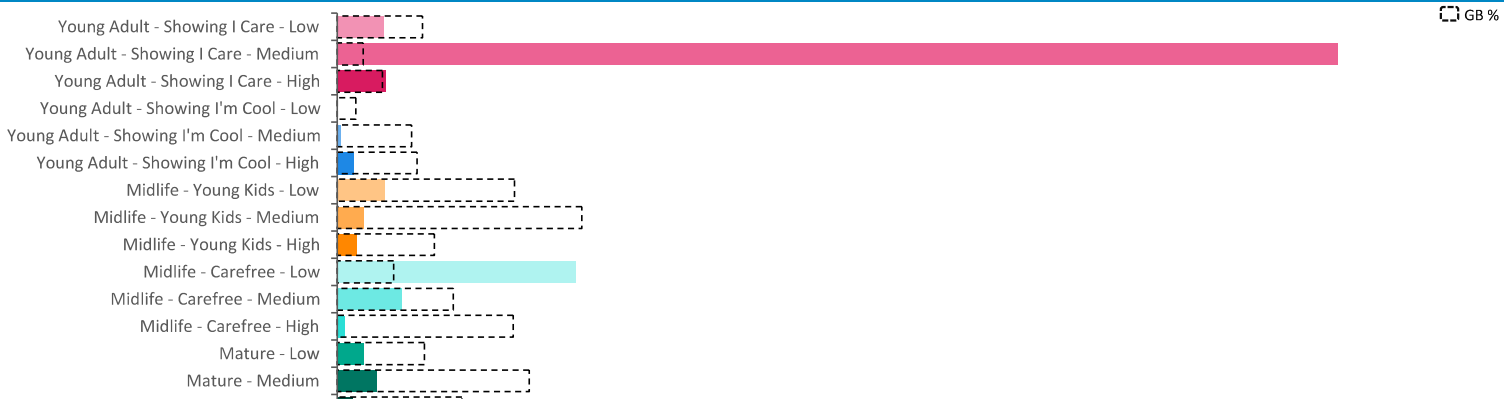 GB %
Young Adult - Showing I Care - Low
Young Adult - Showing I Care - Medium
Young Adult - Showing I Care - High
Young Adult - Showing I'm Cool - Low
Young Adult - Showing I'm Cool - Medium
Young Adult - Showing I'm Cool - High
Midlife - Young Kids - Low
Midlife - Young Kids - Medium
Midlife - Young Kids - High
Midlife - Carefree - Low
Midlife - Carefree - Medium
Midlife - Carefree - High
Mature - Low
Mature - Medium